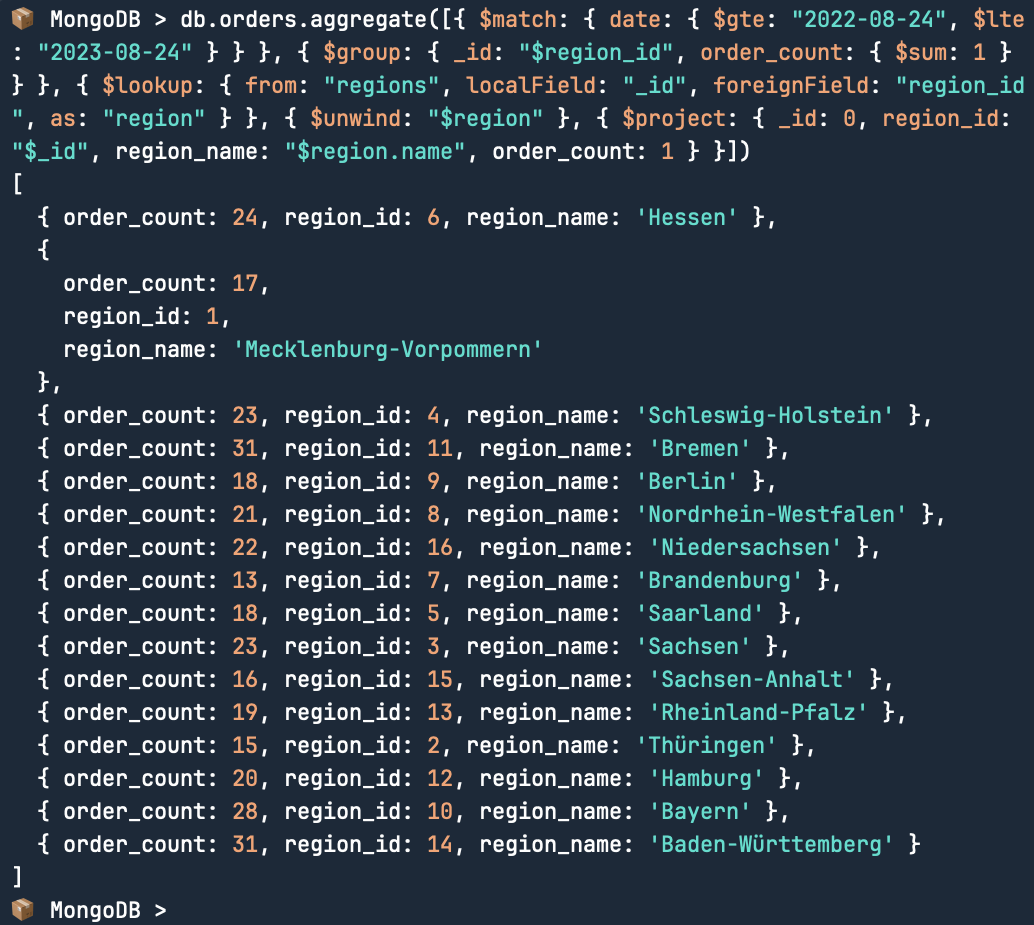 📦 MongoDB > db.orders.aggregate([{ $match: { date: { $gte: "2022-08-24", $lte
: "2023-08-24" } } }, { $group: { _id: "$region_id", order_count: { $sum: 1 }
} }, { $lookup: { from: "regions", localField: "_id", foreignField: "region_id
", as: "region" } }, { $unwind: "$region" }, { $project: { _id: 0, region_id:
"$_id", region_name: "$region.name", order_count: 1 } }])
[
  { order_count: 24, region_id: 6, region_name: 'Hessen' },
  {
    order_count: 17,
    region_id: 1,
    region_name: 'Mecklenburg-Vorpommern'
  },
  { order_count: 23, region_id: 4, region_name: 'Schleswig-Holstein' },
  { order_count: 31, region_id: 11, region_name: 'Bremen' },
  { order_count: 18, region_id: 9, region_name: 'Berlin' },
  { order_count: 21, region_id: 8, region_name: 'Nordrhein-Westfalen' },
  { order_count: 22, region_id: 16, region_name: 'Niedersachsen' },
  { order_count: 13, region_id: 7, region_name: 'Brandenburg' },
  { order_count: 18, region_id: 5, region_name: 'Saarland' },
  { order_count: 23, region_id: 3, region_name: 'Sachsen' },
  { order_count: 16, region_id: 15, region_name: 'Sachsen-Anhalt' },
  { order_count: 19, region_id: 13, region_name: 'Rheinland-Pfalz' },
  { order_count: 15, region_id: 2, region_name: 'Thüringen' },
  { order_count: 20, region_id: 12, region_name: 'Hamburg' },
  { order_count: 28, region_id: 10, region_name: 'Bayern' },
  { order_count: 31, region_id: 14, region_name: 'Baden-Württemberg' }
]
📦 MongoDB >